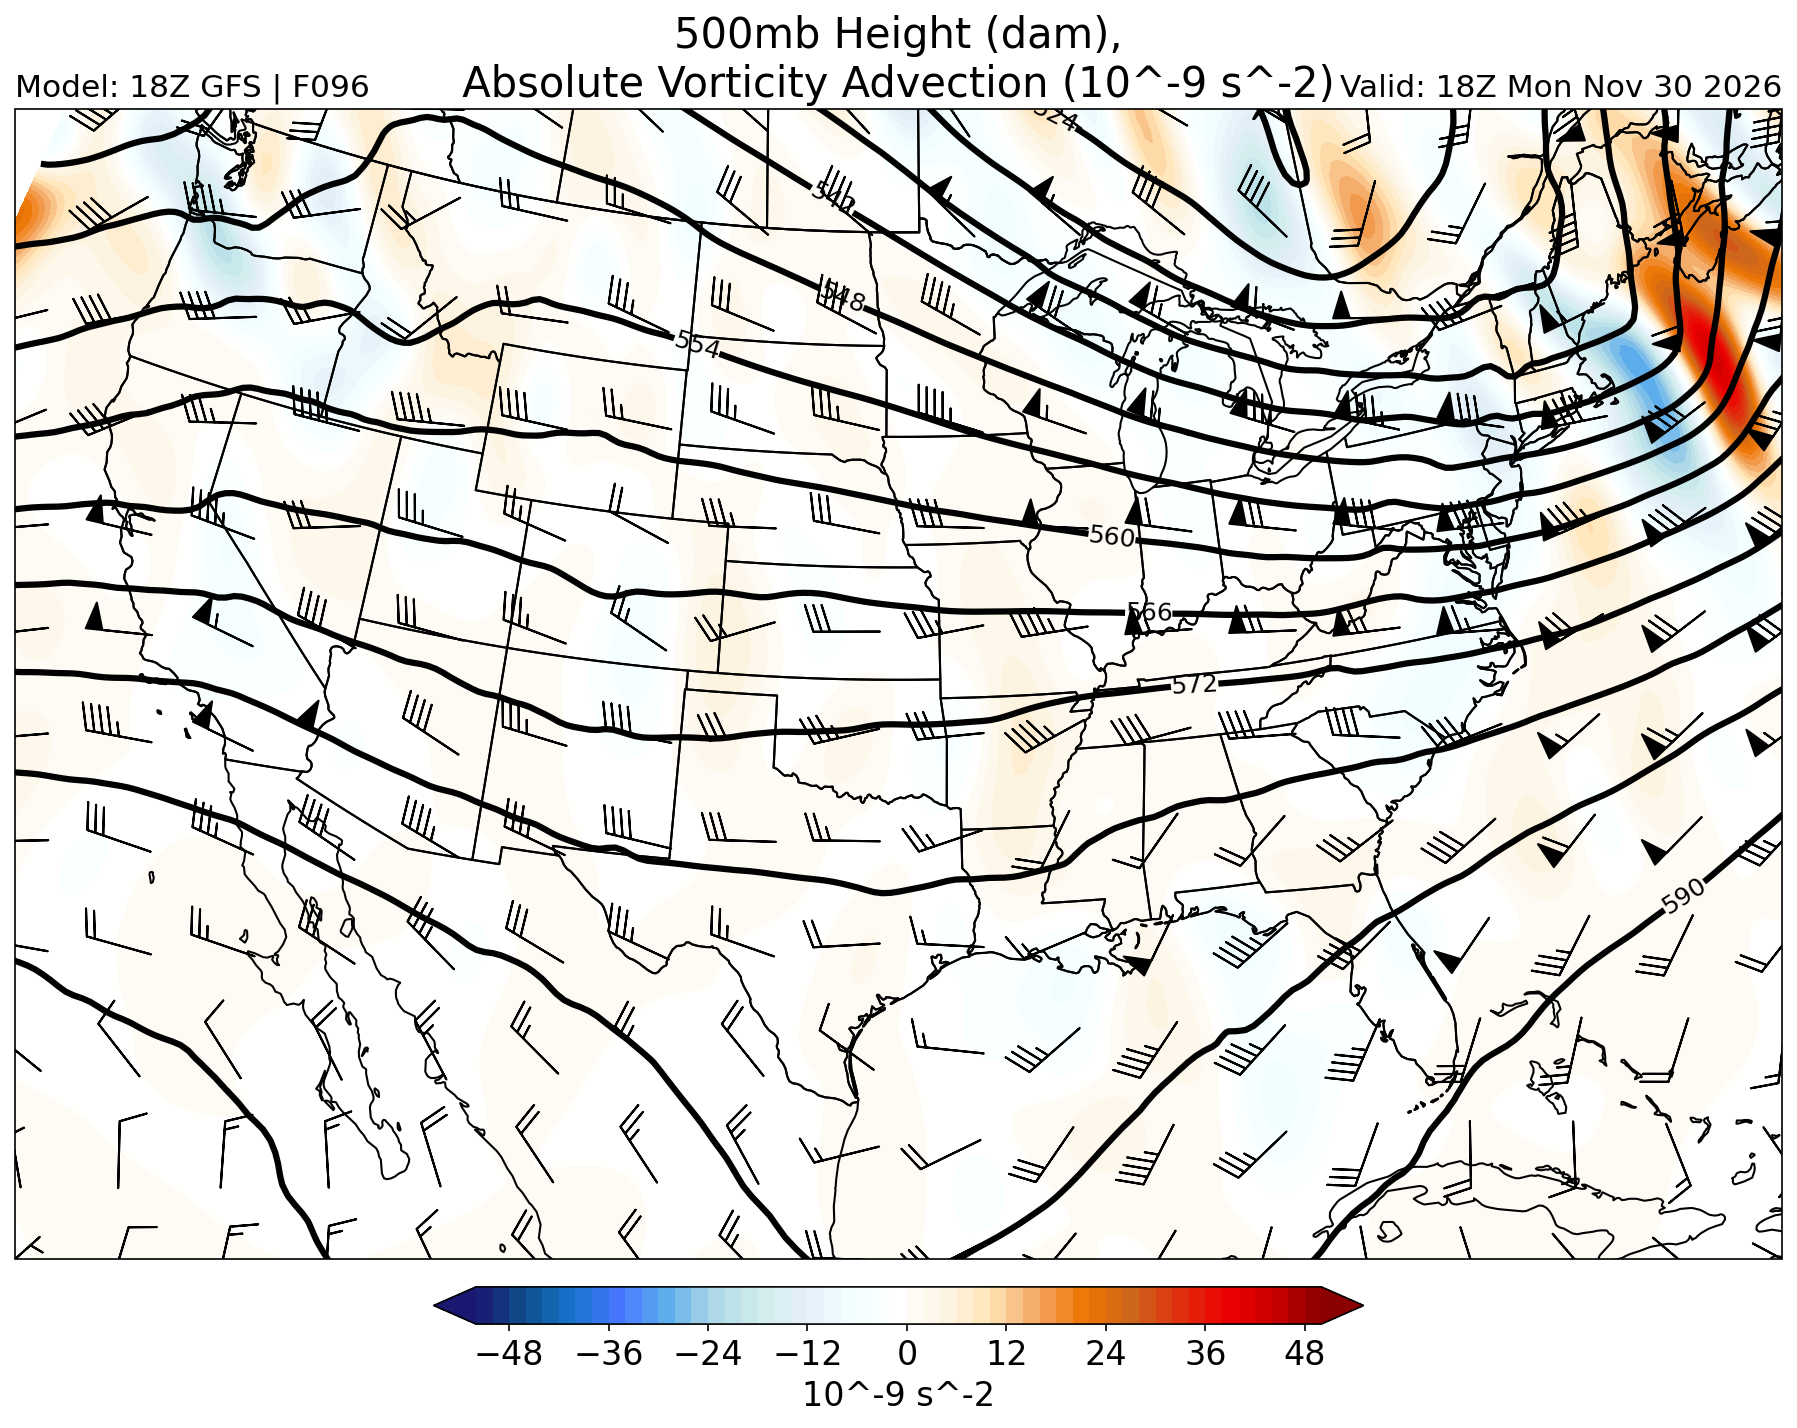 500mb Height (dam),
Model: 18Z GFS | F096 Absolute Vorticity Advection (10^-9 s^-2) Valid: 18Z Mon Nov 30 2026
524
542
548
554
560
566
572
590
−48 −36 −24 −12 0 12 24 36 48
10^-9 s^-2